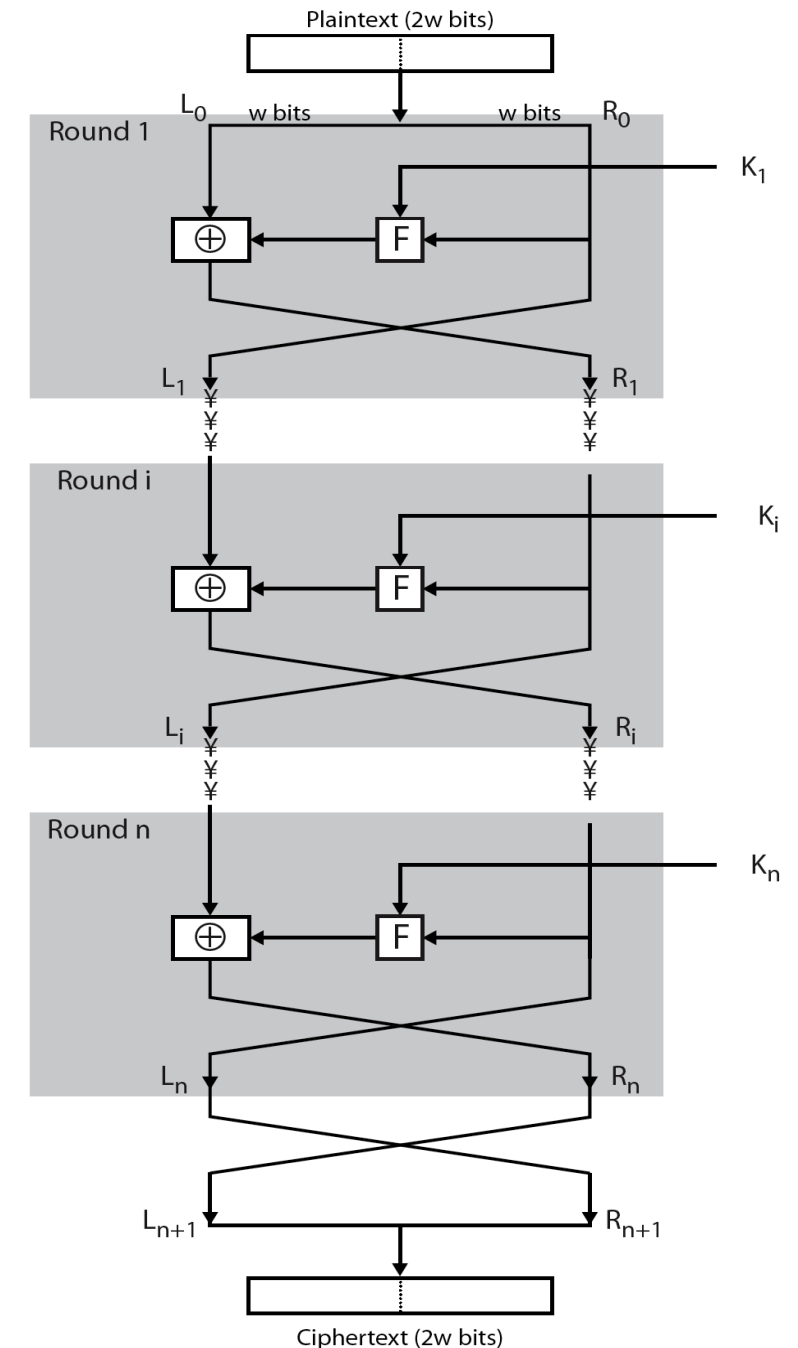 Plaintext (2w bits)
L₀ w bits w bits R₀
Round 1
K₁
⊕ F
L₁ R₁
¥ ¥
¥ ¥
¥ ¥
Round i
Kᵢ
⊕ F
Lᵢ Rᵢ
¥ ¥
¥ ¥
¥ ¥
Round n
Kₙ
⊕ F
Lₙ Rₙ
Lₙ₊₁ Rₙ₊₁
Ciphertext (2w bits)